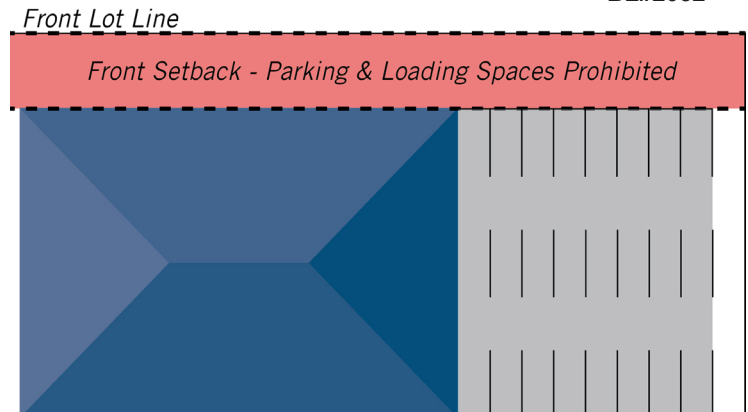 Front Lot Line
Front Setback - Parking & Loading Spaces Prohibited